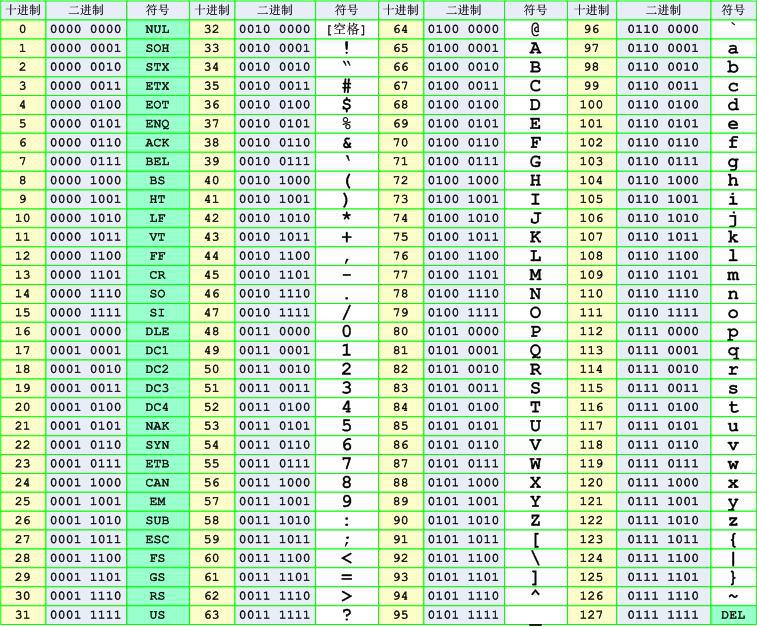 十进制 二进制 符号 十进制 二进制 符号 十进制 二进制 符号 十进制 二进制 符号
0 0000 0000 NUL 32 0010 0000 [空格] 64 0100 0000 @ 96 0110 0000 `
1 0000 0001 SOH 33 0010 0001 ! 65 0100 0001 A 97 0110 0001 a
2 0000 0010 STX 34 0010 0010 " 66 0100 0010 B 98 0110 0010 b
3 0000 0011 ETX 35 0010 0011 # 67 0100 0011 C 99 0110 0011 c
4 0000 0100 EOT 36 0010 0100 $ 68 0100 0100 D 100 0110 0100 d
5 0000 0101 ENQ 37 0010 0101 % 69 0100 0101 E 101 0110 0101 e
6 0000 0110 ACK 38 0010 0110 & 70 0100 0110 F 102 0110 0110 f
7 0000 0111 BEL 39 0010 0111 ` 71 0100 0111 G 103 0110 0111 g
8 0000 1000 BS 40 0010 1000 ( 72 0100 1000 H 104 0110 1000 h
9 0000 1001 HT 41 0010 1001 ) 73 0100 1001 I 105 0110 1001 i
10 0000 1010 LF 42 0010 1010 * 74 0100 1010 J 106 0110 1010 j
11 0000 1011 VT 43 0010 1011 + 75 0100 1011 K 107 0110 1011 k
12 0000 1100 FF 44 0010 1100 , 76 0100 1100 L 108 0110 1100 l
13 0000 1101 CR 45 0010 1101 - 77 0100 1101 M 109 0110 1101 m
14 0000 1110 SO 46 0010 1110 . 78 0100 1110 N 110 0110 1110 n
15 0000 1111 SI 47 0010 1111 / 79 0100 1111 O 111 0110 1111 o
16 0001 0000 DLE 48 0011 0000 0 80 0101 0000 P 112 0111 0000 p
17 0001 0001 DC1 49 0011 0001 1 81 0101 0001 Q 113 0111 0001 q
18 0001 0010 DC2 50 0011 0010 2 82 0101 0010 R 114 0111 0010 r
19 0001 0011 DC3 51 0011 0011 3 83 0101 0011 S 115 0111 0011 s
20 0001 0100 DC4 52 0011 0100 4 84 0101 0100 T 116 0111 0100 t
21 0001 0101 NAK 53 0011 0101 5 85 0101 0101 U 117 0111 0101 u
22 0001 0110 SYN 54 0011 0110 6 86 0101 0110 V 118 0111 0110 v
23 0001 0111 ETB 55 0011 0111 7 87 0101 0111 W 119 0111 0111 w
24 0001 1000 CAN 56 0011 1000 8 88 0101 1000 X 120 0111 1000 x
25 0001 1001 EM 57 0011 1001 9 89 0101 1001 Y 121 0111 1001 y
26 0001 1010 SUB 58 0011 1010 : 90 0101 1010 Z 122 0111 1010 z
27 0001 1011 ESC 59 0011 1011 ; 91 0101 1011 [ 123 0111 1011 {
28 0001 1100 FS 60 0011 1100 < 92 0101 1100 \ 124 0111 1100 |
29 0001 1101 GS 61 0011 1101 = 93 0101 1101 ] 125 0111 1101 }
30 0001 1110 RS 62 0011 1110 > 94 0101 1110 ^ 126 0111 1110 ~
31 0001 1111 US 63 0011 1111 ? 95 0101 1111 _ 127 0111 1111 DEL